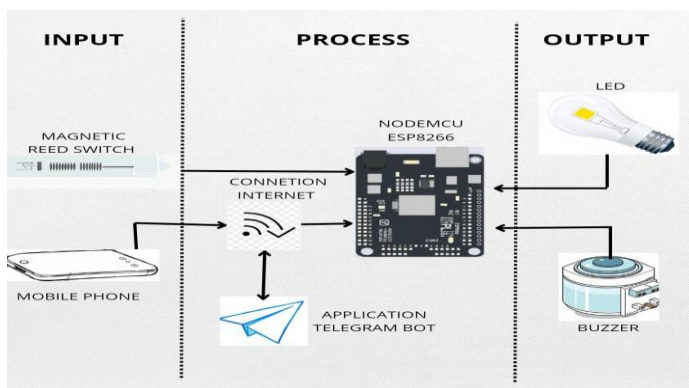 INPUT
PROCESS
OUTPUT
LED
NODEMCU
ESP8266
MAGNETIC
REED SWITCH
CONNETION
INTERNET
MOBILE PHONE
APPLICATION
TELEGRAM BOT
BUZZER